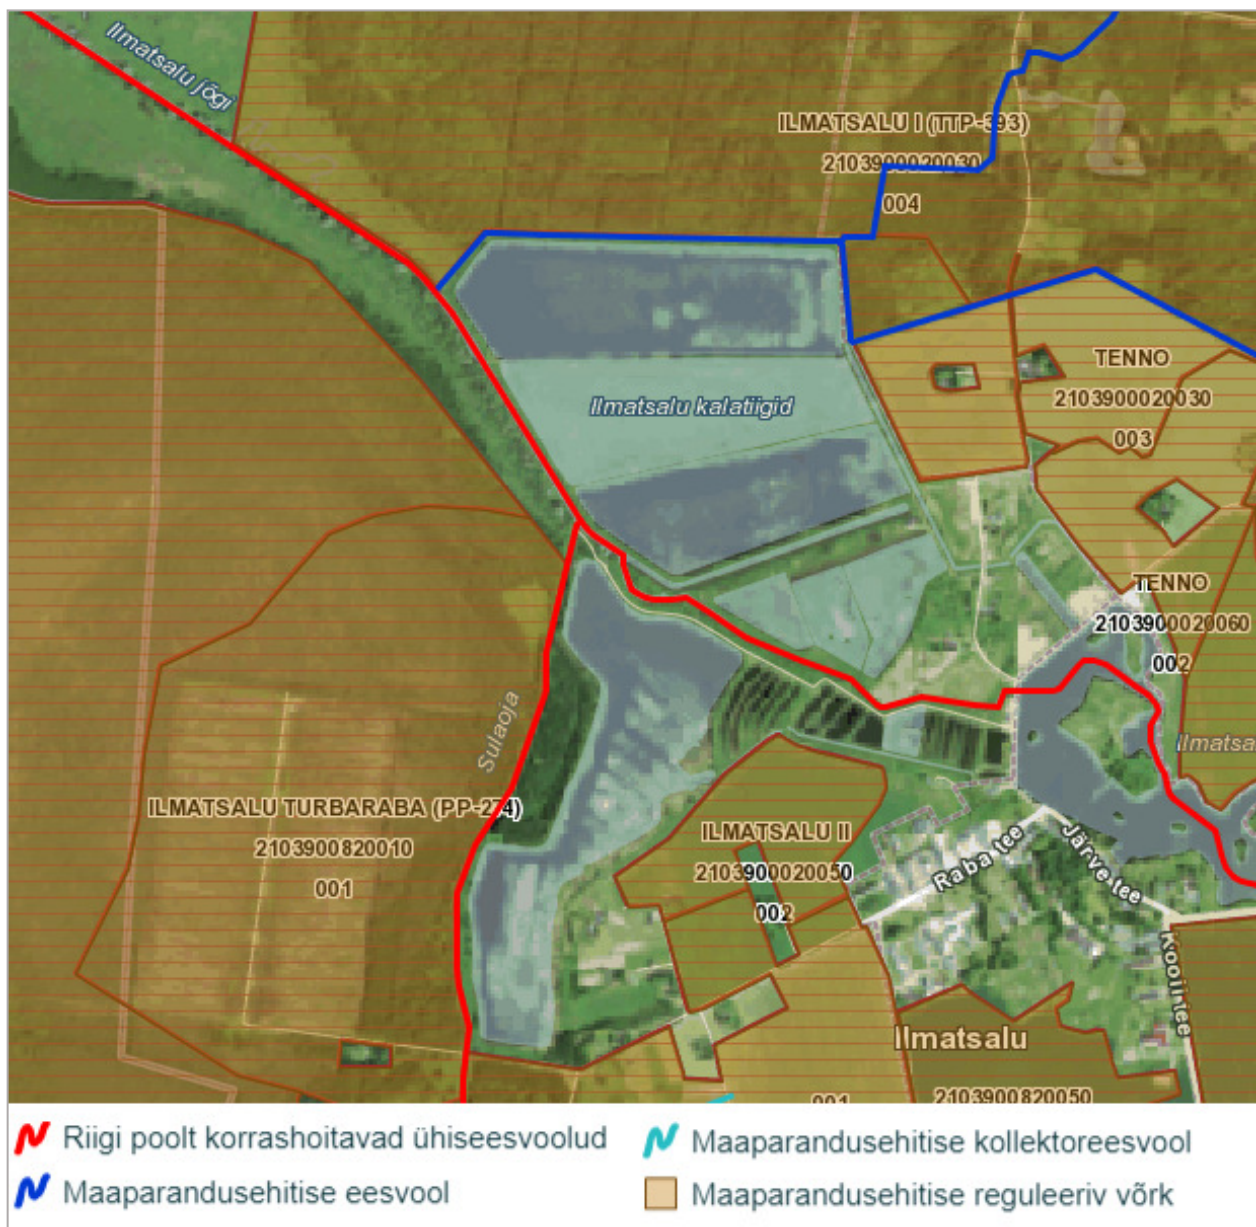 Ilmatsalu jõgi
ILMATSALU I (TTP-393)
2103900020030
004
Ilmatsalu kalatiigid
TENNO
2103900020030
003
TENNO
2103900020060
002
Sulaoja
ILMATSALU TURBARABA (PP-274)
2103900820010
001
ILMATSALU II
2103900020050
002
Raba tee
Järve tee
Kooli tee
Ilmatsalu
001
2103900820050
Riigi poolt korrashoitavad ühiseesvoolud
Maaparandusehitise kollektoreesvool
Maaparandusehitise eesvool
Maaparandusehitise reguleeriv võrk